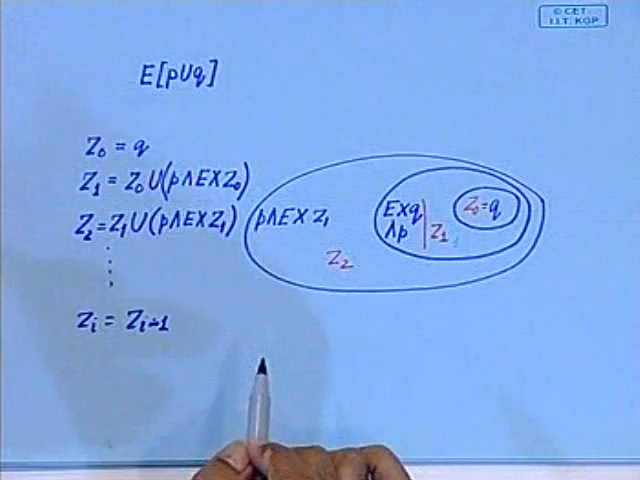 © CET
I.I.T. KGP
E[pUq]
Z₀ = q
Z₁ = Z₀ ∪ (p∧EX Z₀)
Z₂ = Z₁ ∪ (p∧EX Z₁)
Zᵢ = Zᵢ₋₁
p∧EX Z₁
EXq
∧p
Z₁
Z₀=q
Z₂